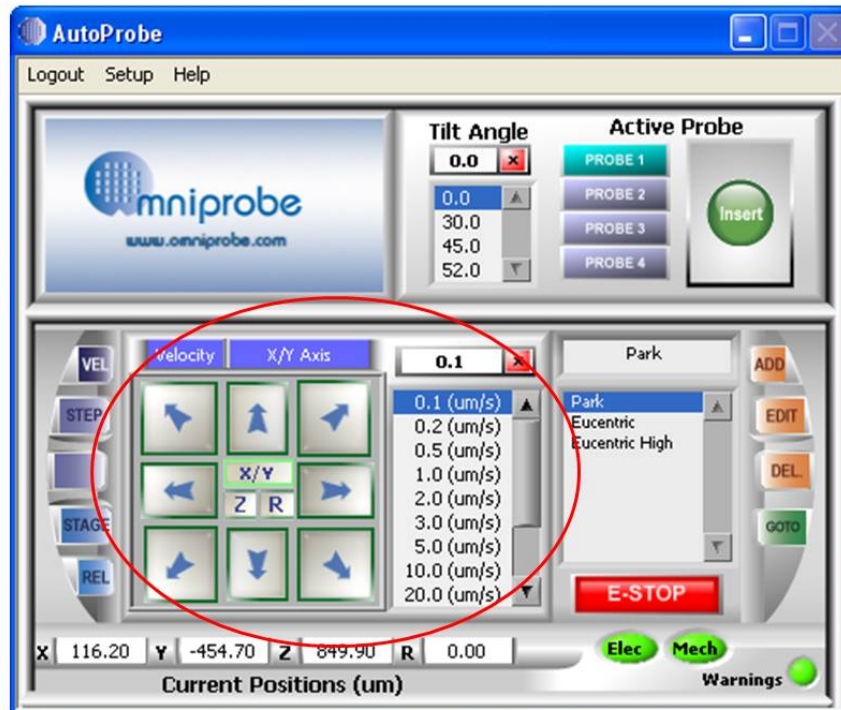 AutoProbe
Logout Setup Help
Omniprobe
www.omniprobe.com
Tilt Angle
0.0
0.0
30.0
45.0
52.0
Active Probe
PROBE 1
PROBE 2
PROBE 3
PROBE 4
Insert
VEL
STEP
STAGE
REL
Velocity X/Y Axis
X/Y
Z R
0.1
0.1 (um/s)
0.2 (um/s)
0.5 (um/s)
1.0 (um/s)
2.0 (um/s)
3.0 (um/s)
5.0 (um/s)
10.0 (um/s)
20.0 (um/s)
Park
Park
Eucentric
Eucentric High
E-STOP
ADD
EDIT
DEL.
GOTO
X 116.20 Y -454.70 Z 849.90 R 0.00
Current Positions (um)
Elec Mech
Warnings